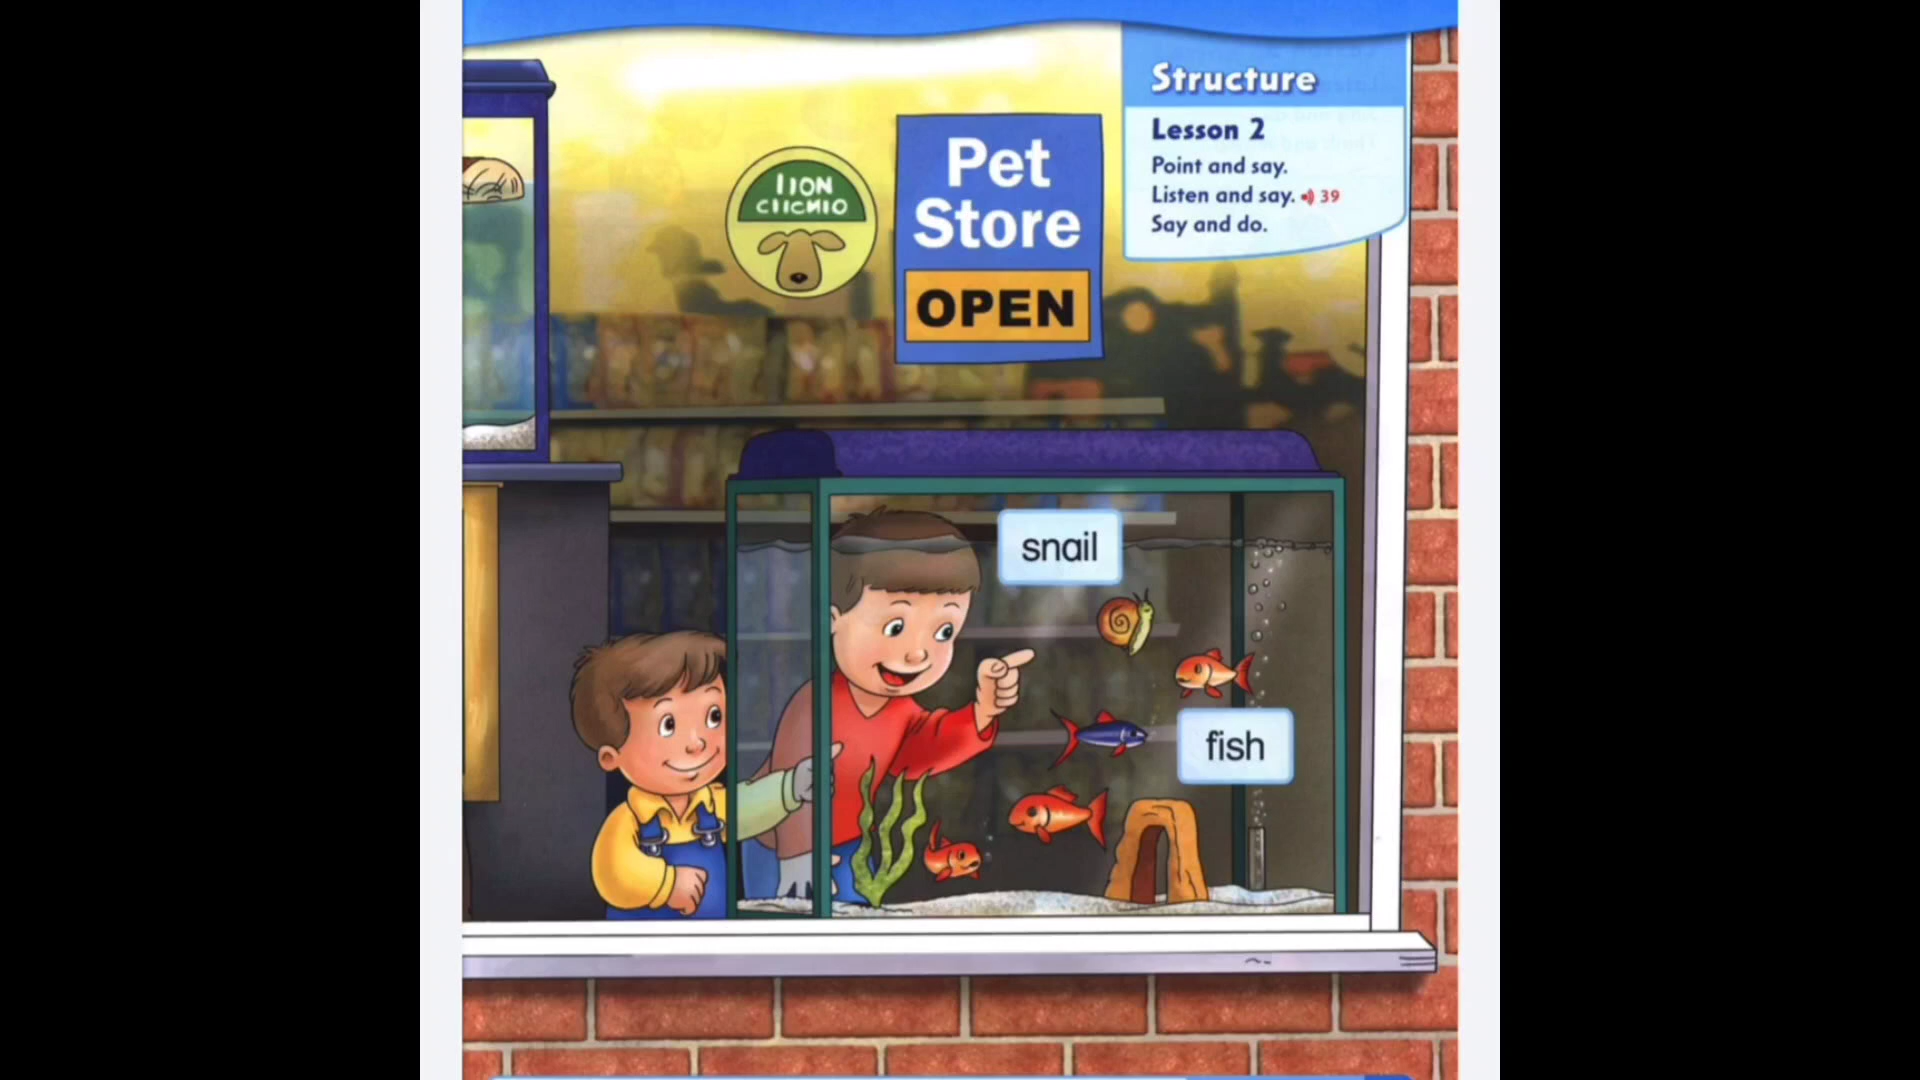 Structure
Lesson 2
Point and say.
Listen and say. 39
Say and do.
Pet
Store
OPEN
snail
fish